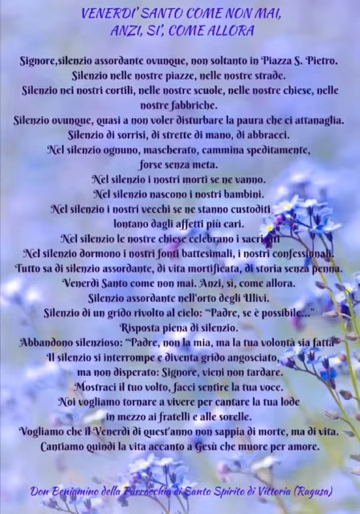 VENERDI' SANTO COME NON MAI,
ANZI, SI', COME ALLORA
Signore,silenzio assordante ovunque, non soltanto in Piazza S. Pietro.
Silenzio nelle nostre piazze, nelle nostre strade.
Silenzio nei nostri cortili, nelle nostre scuole, nelle nostre chiese, nelle
nostre fabbriche.
Silenzio ovunque, quasi a non voler disturbare la paura che ci attanaglia.
Silenzio di sorrisi, di strette di mano, di abbracci.
Nel silenzio ognuno, mascherato, cammina speditamente,
forse senza meta.
Nel silenzio i nostri morti se ne vanno.
Nel silenzio nascono i nostri bambini.
Nel silenzio i nostri vecchi se ne stanno custoditi
lontano dagli affetti più cari.
Nel silenzio le nostre chiese celebrano i sacrifici
Nel silenzio dormono i nostri fonti battesimali, i nostri confessionali.
Tutto sa di silenzio assordante, di vita mortificata, di storia senza penna.
Venerdi Santo come non mai. Anzi, sì, come allora.
Silenzio assordante nell'orto degli Ulivi.
Silenzio di un grido rivolto al cielo: "Padre, se è possibile..."
Risposta piena di silenzio.
Abbandono silenzioso: "Padre, non la mia, ma la tua volontà sia fatta"
Il silenzio si interrompe e diventa grido angosciato,
ma non disperato: Signore, vieni non tardare.
Mostraci il tuo volto, facci sentire la tua voce.
Noi vogliamo tornare a vivere per cantare la tua lode
in mezzo ai fratelli e alle sorelle.
Vogliamo che il Venerdi di quest'anno non sappia di morte, ma di vita.
Cantiamo quindi la vita accanto a Gesù che muore per amore.
Don Beniamino della Parrocchia di Santo Spirito di Vittoria (Ragusa)